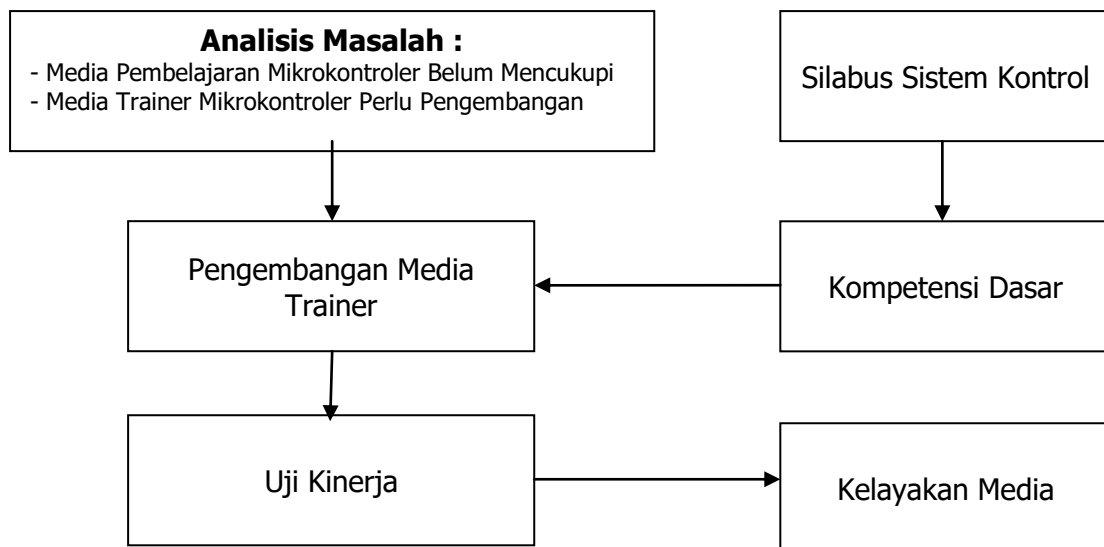 Analisis Masalah :
- Media Pembelajaran Mikrokontroler Belum Mencukupi
- Media Trainer Mikrokontroler Perlu Pengembangan
Silabus Sistem Kontrol
Pengembangan Media
Trainer
Kompetensi Dasar
Uji Kinerja
Kelayakan Media